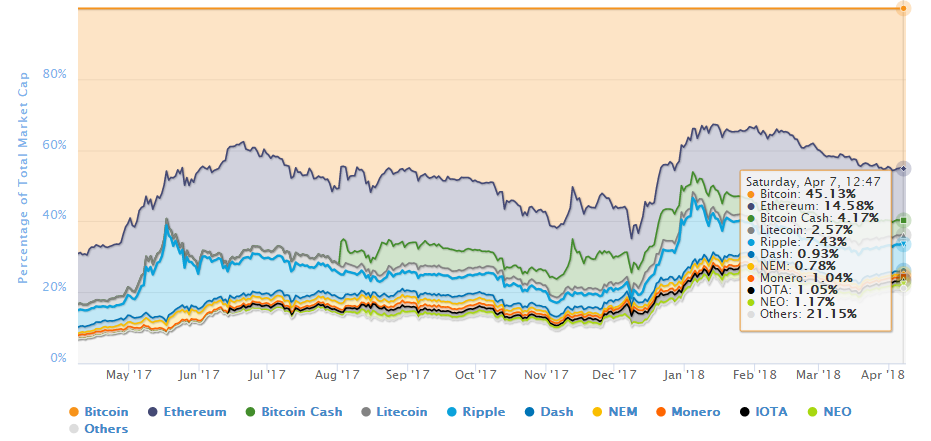 Percentage of Total Market Cap
80%
60%
40%
20%
0%
Saturday, Apr 7, 12:47
Bitcoin: 45.13%
Ethereum: 14.58%
Bitcoin Cash: 4.17%
Litecoin: 2.57%
Ripple: 7.43%
Dash: 0.93%
NEM: 0.78%
Monero: 1.04%
IOTA: 1.05%
NEO: 1.17%
Others: 21.15%
May '17 Jun '17 Jul '17 Aug '17 Sep '17 Oct '17 Nov '17 Dec '17 Jan '18 Feb '18 Mar '18 Apr '18
Bitcoin Ethereum Bitcoin Cash Litecoin Ripple Dash NEM Monero IOTA NEO
Others